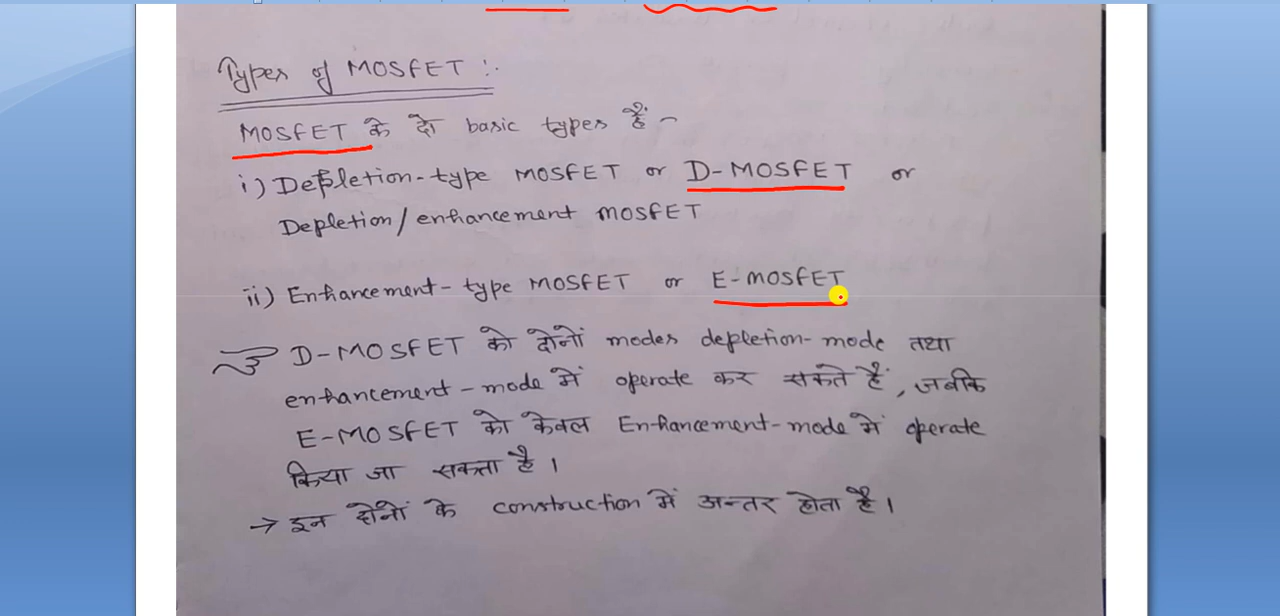 Types of MOSFET :-
MOSFET के दो basic types हैं -
i) Depletion-type MOSFET or D-MOSFET or
Depletion/enhancement MOSFET
ii) Enhancement-type MOSFET or E-MOSFET
D-MOSFET को दोनों modes depletion-mode तथा
enhancement-mode में operate कर सकते हैं, जबकि
E-MOSFET को केवल Enhancement-mode में operate
किया जा सकता है।
→ इन दोनों के construction में अन्तर होता है।